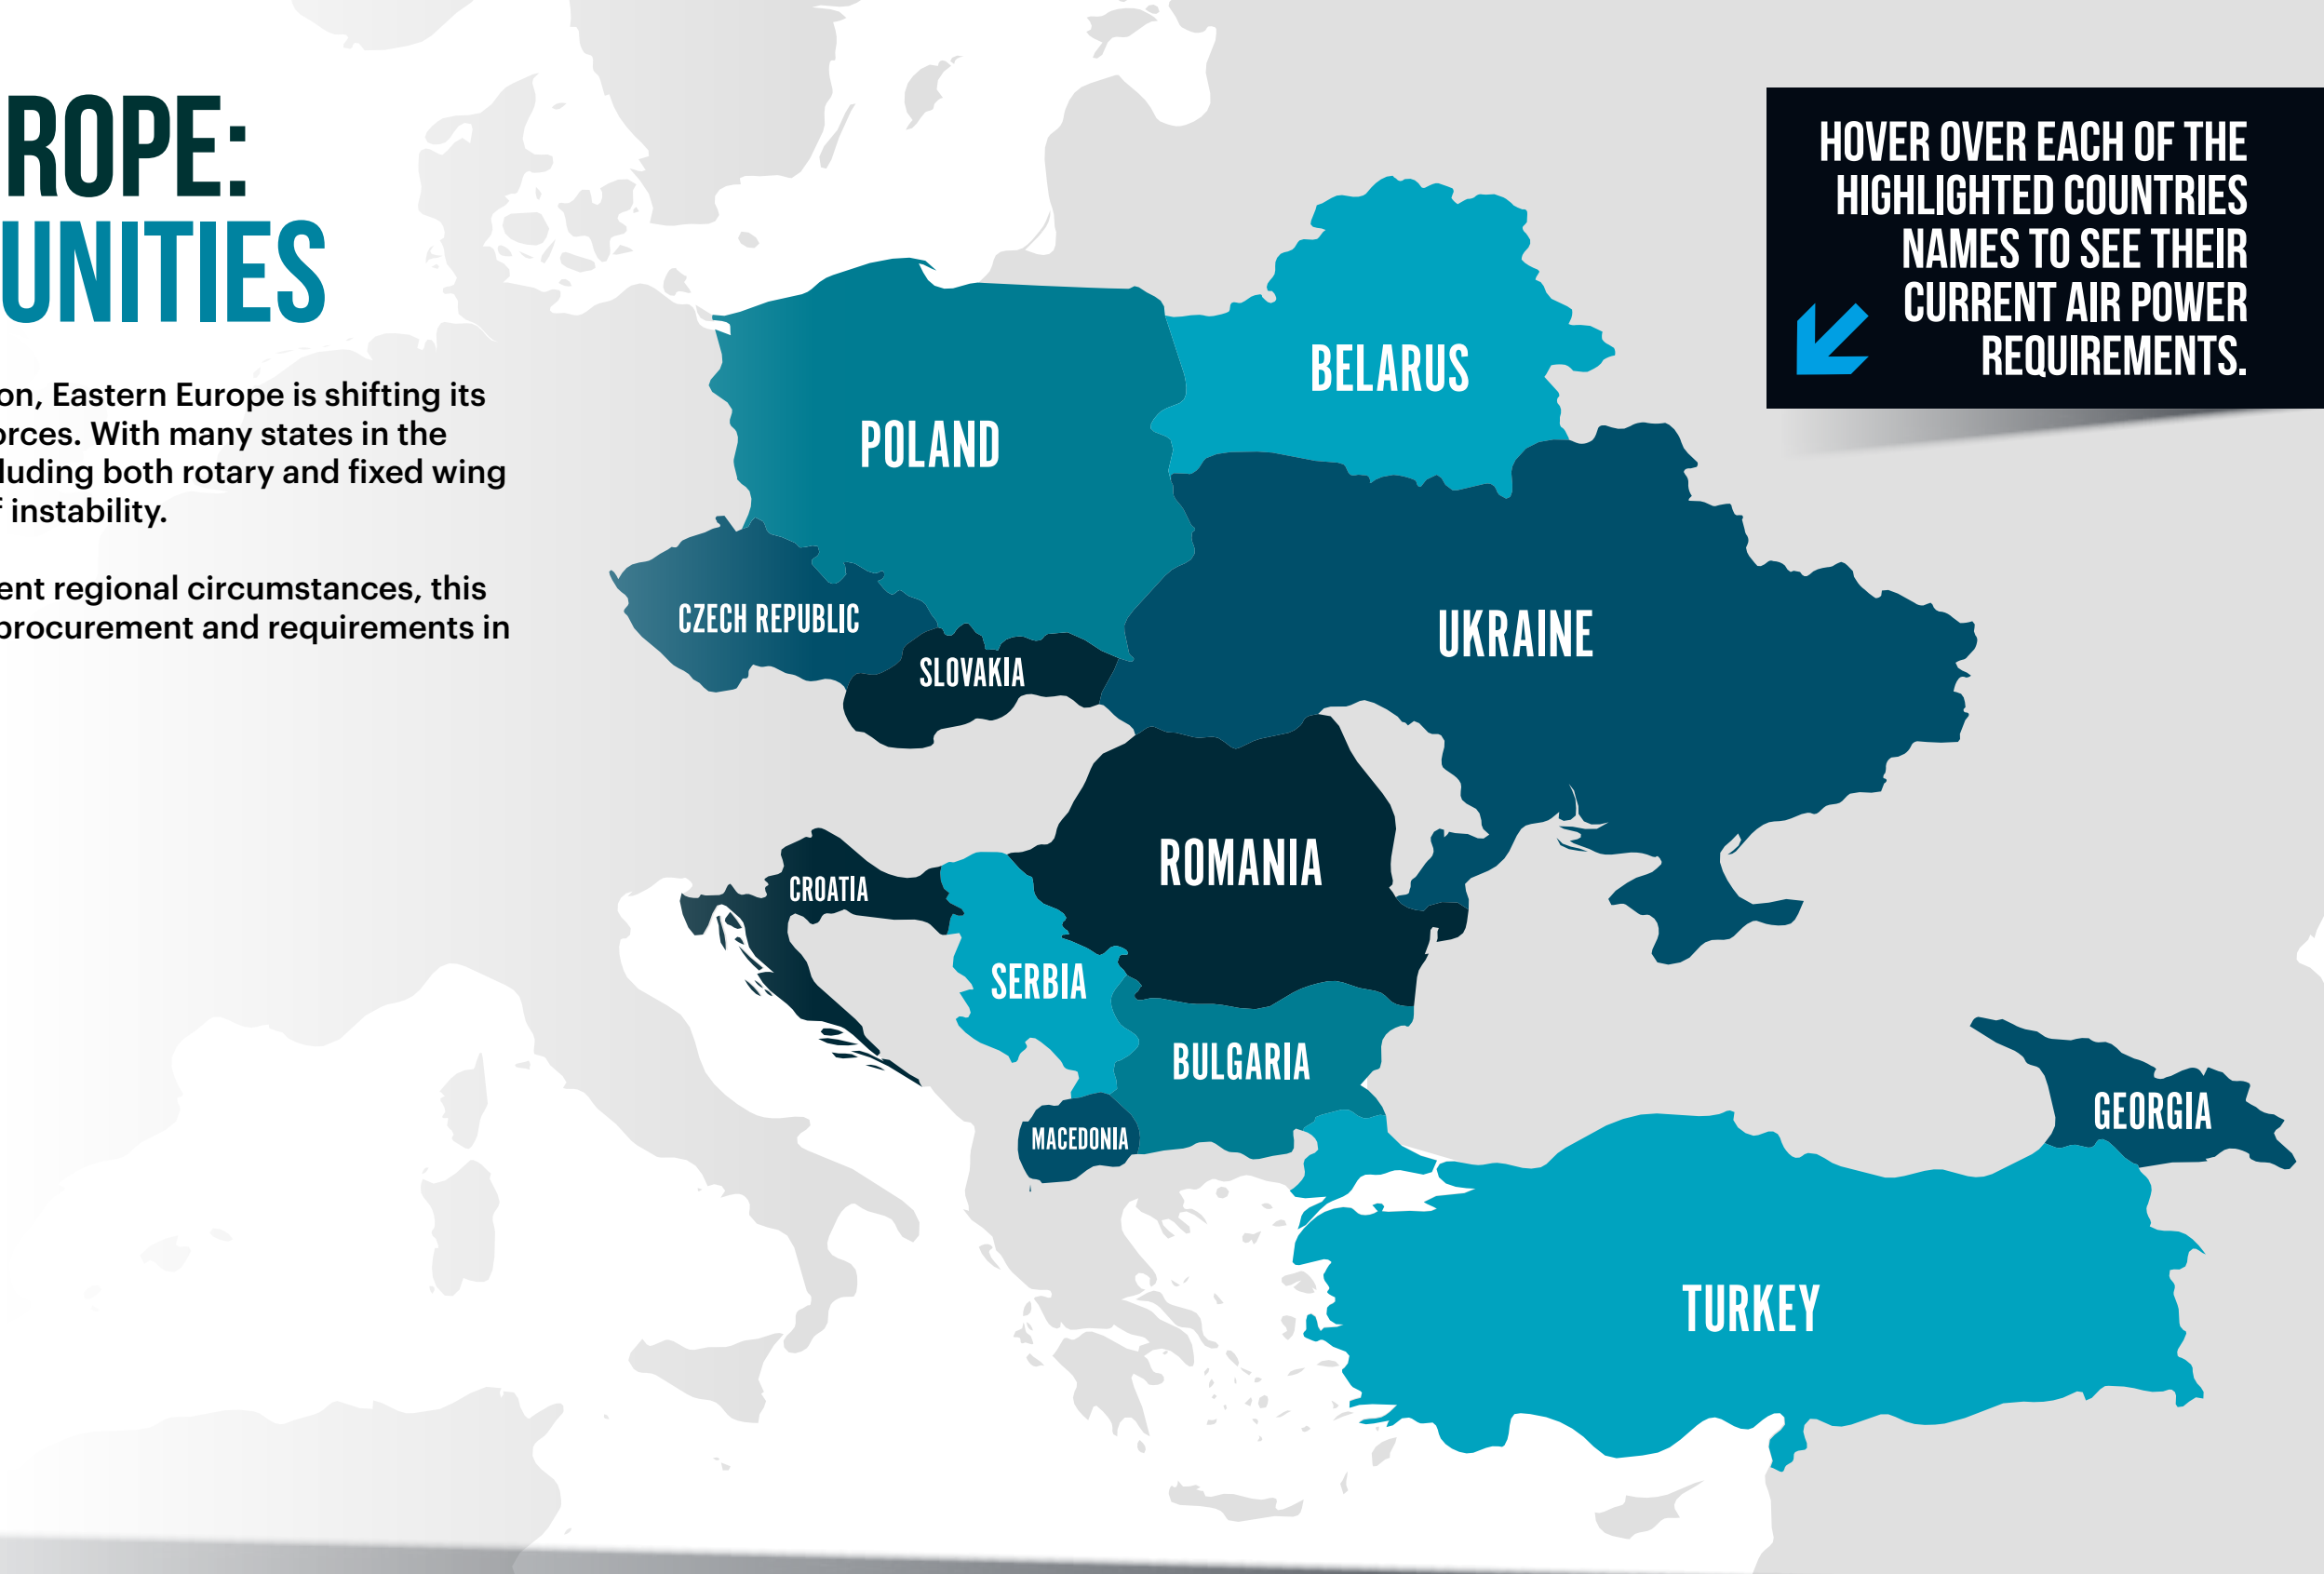 ROPE:
UNITIES
on, Eastern Europe is shifting its
orces. With many states in the
luding both rotary and fixed wing
f instability.
ent regional circumstances, this
procurement and requirements in
HOVER OVER EACH OF THE
HIGHLIGHTED COUNTRIES
NAMES TO SEE THEIR
CURRENT AIR POWER
REQUIREMENTS.
BELARUS
POLAND
CZECH REPUBLIC
UKRAINE
SLOVAKIA
ROMANIA
CROATIA
SERBIA
BULGARIA
GEORGIA
MACEDONIA
TURKEY